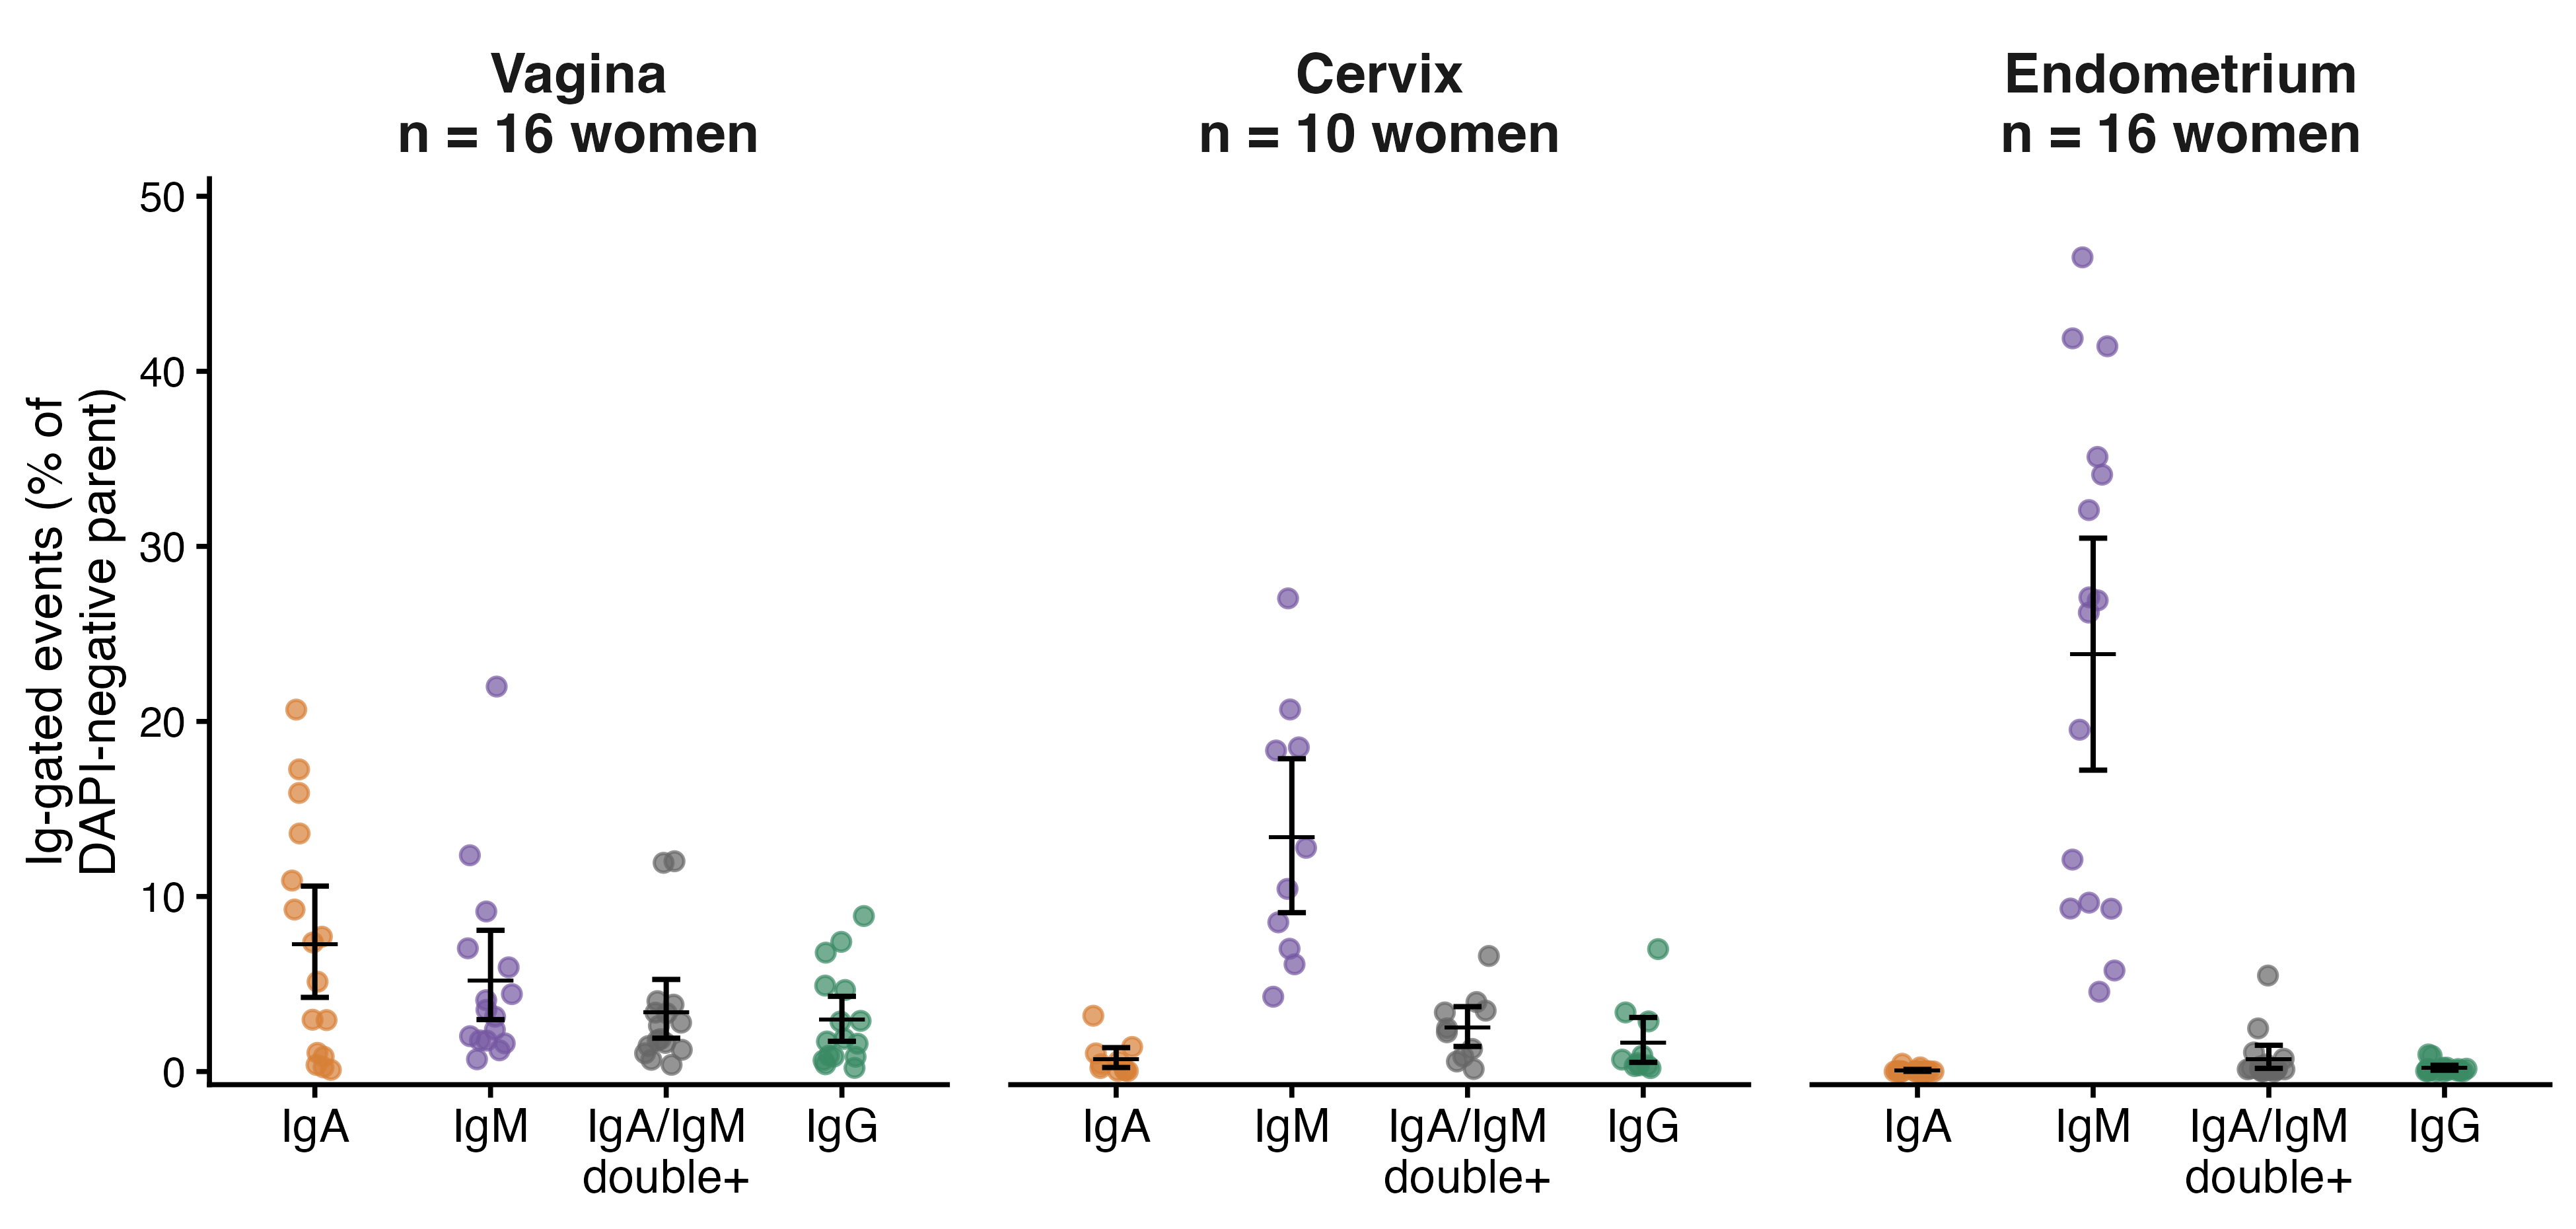 Vagina
n = 16 women
Cervix
n = 10 women
Endometrium
n = 16 women
Ig-gated events (% of
DAPI-negative parent)
50
40
30
20
10
0
IgA
IgM
IgA/IgM
double+
IgG
IgA
IgM
IgA/IgM
double+
IgG
IgA
IgM
IgA/IgM
double+
IgG